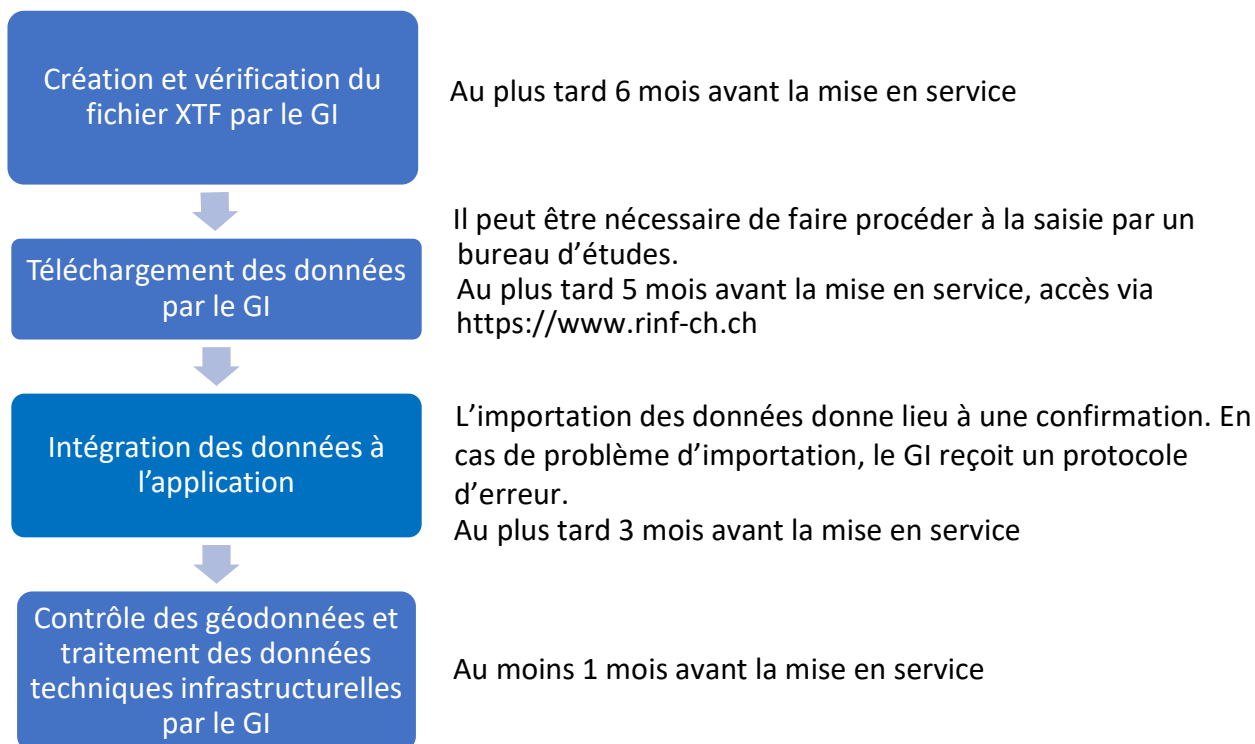 Création et vérification du
fichier XTF par le GI
Au plus tard 6 mois avant la mise en service
Téléchargement des données
par le GI
Il peut être nécessaire de faire procéder à la saisie par un
bureau d’études.
Au plus tard 5 mois avant la mise en service, accès via
https://www.rinf-ch.ch
Intégration des données à
l’application
L’importation des données donne lieu à une confirmation. En
cas de problème d’importation, le GI reçoit un protocole
d’erreur.
Au plus tard 3 mois avant la mise en service
Contrôle des géodonnées et
traitement des données
techniques infrastructurelles
par le GI
Au moins 1 mois avant la mise en service